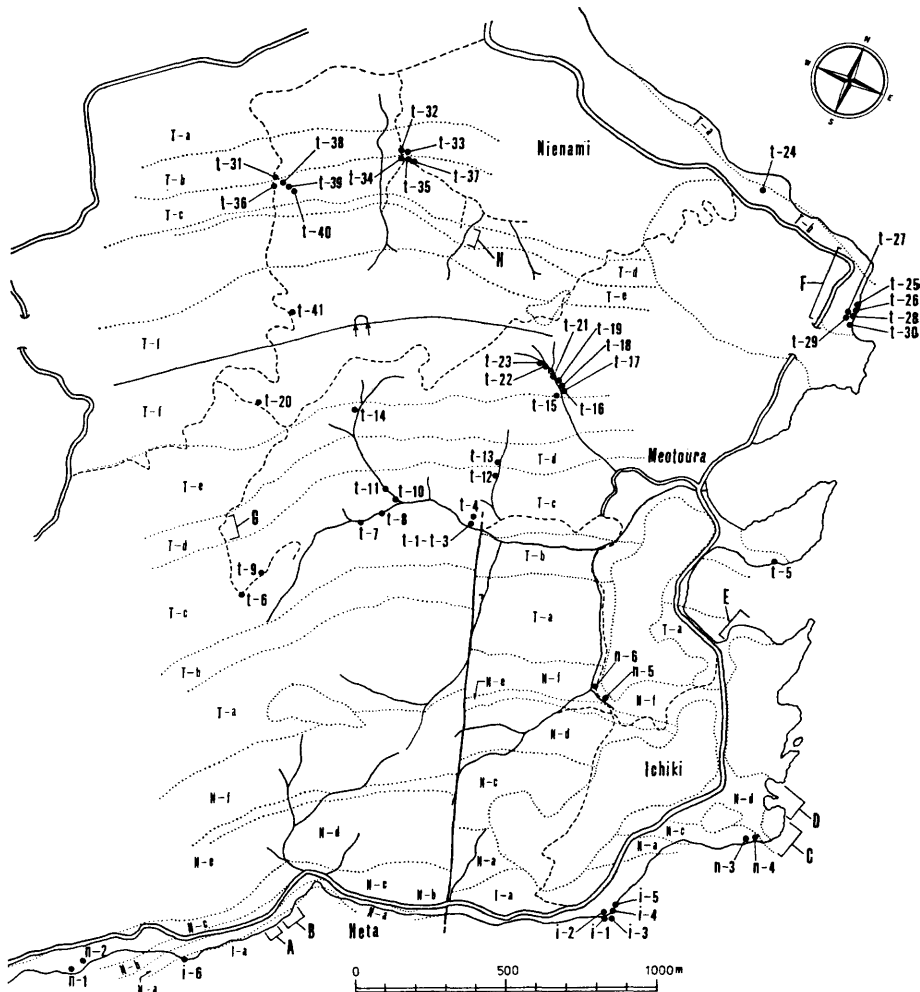 N
W
E
S
T-a
t-24
t-32
t-38
t-33
T-a
Nienami
t-31
t-34
t-37
T-b
t-39
t-35
t-36
T-b
T-c
t-40
t-27
H
F
t-25
T-d
t-26
T-e
t-28
t-41
t-29
t-30
T-f
t-21
t-19
t-23
t-18
t-22
t-17
t-20
t-15
t-16
T-f
t-14
Meotoura
t-13
T-d
t-12
T-e
t-11
t-10
t-4
T-c
G
t-8
t-7
t-1-t-3
T-d
T-b
t-5
t-9
t-6
E
T-c
T-a
T-a
n-6
T-b
N-e
N-f
n-5
N-f
T-a
N-d
Ichiki
N-c
N-d
N-f
D
N-d
N-c
N-a
N-a
C
N-e
n-3
n-4
N-c
N-b
I-a
i-5
N-c
N-a
i-4
i-2
I-a
A
B
Neta
i-1
i-3
n-2
N-b
i-6
n-1
N-a
0
500
1000m